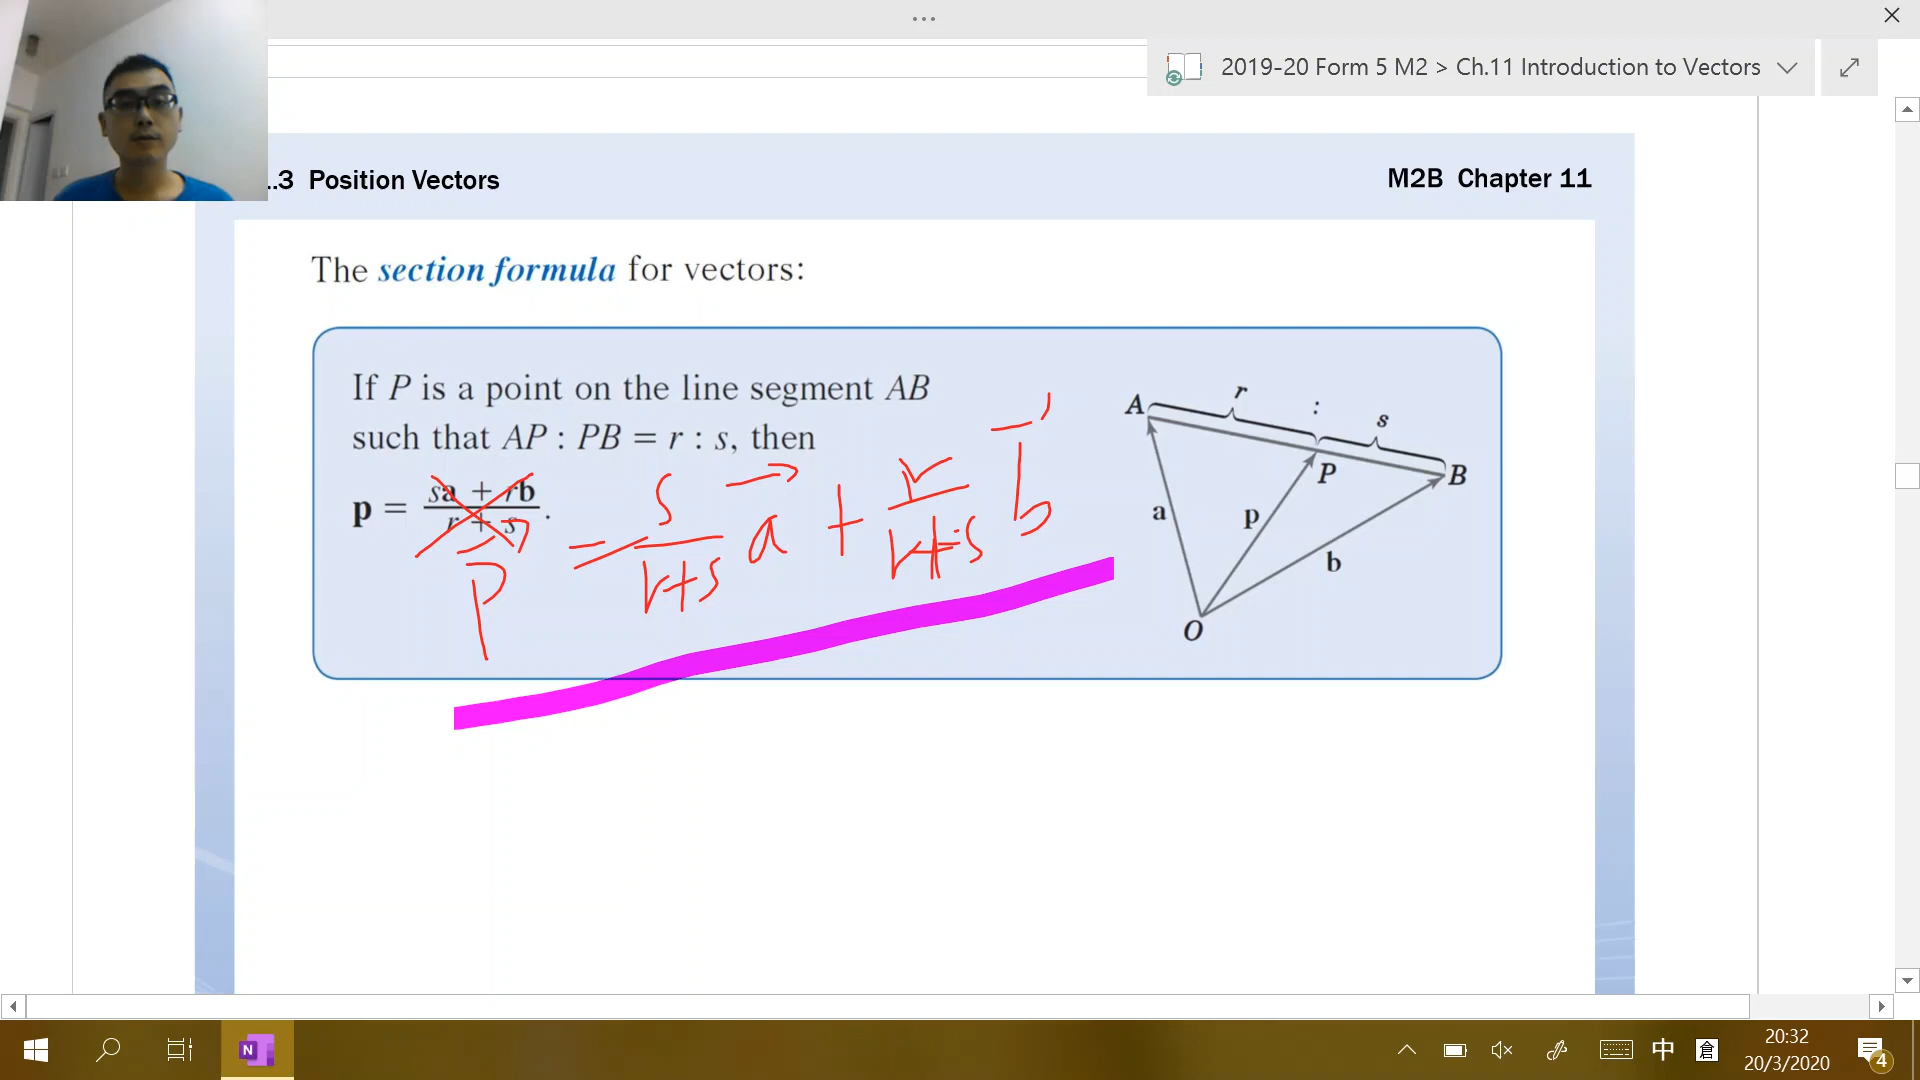 2019-20 Form 5 M2 > Ch.11 Introduction to Vectors
.3 Position Vectors
M2B Chapter 11
The section formula for vectors:
If P is a point on the line segment AB
such that AP : PB = r : s, then
p = sa + rb / r + s .
p = s/r+s a + r/r+s b
A
r
:
s
P
B
a
p
b
O
N
中
倉
20:32
20/3/2020
4